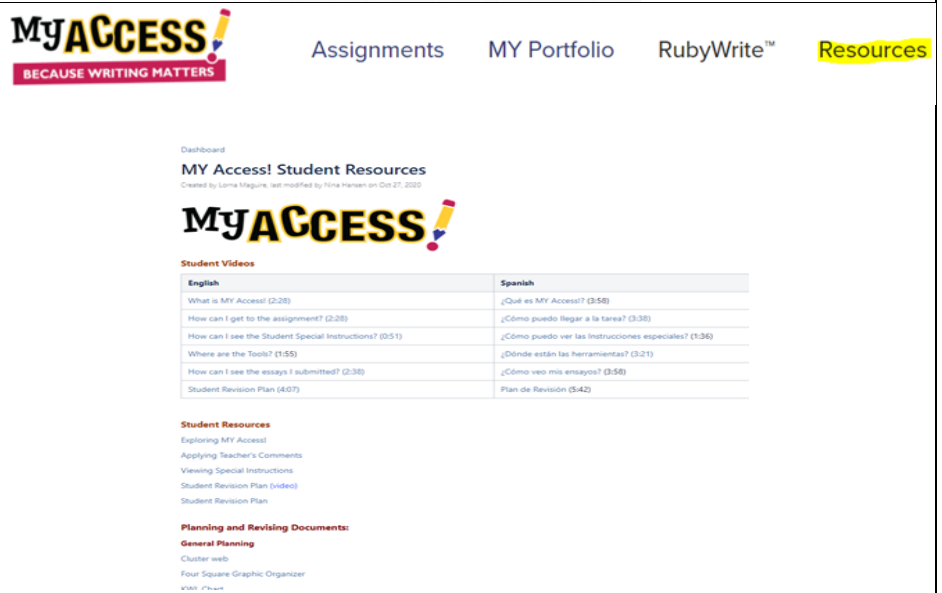 MY ACCESS!
BECAUSE WRITING MATTERS
Assignments MY Portfolio RubyWrite™ Resources
Dashboard
MY Access! Student Resources
Created by Lorna Maguire, last modified by Nina Hansen on Oct 27, 2020
MY ACCESS!
Student Videos
English Spanish
What is MY Access! (2:28) ¿Qué es MY Access!? (3:58)
How can I get to the assignment? (2:28) ¿Cómo puedo llegar a la tarea? (3:38)
How can I see the Student Special Instructions? (0:51) ¿Cómo puedo ver las Instrucciones especiales? (1:36)
Where are the Tools? (1:55) ¿Dónde están las herramientas? (3:21)
How can I see the essays I submitted? (2:38) ¿Cómo veo mis ensayos? (3:58)
Student Revision Plan (4:07) Plan de Revisión (5:42)
Student Resources
Exploring MY Access!
Applying Teacher's Comments
Viewing Special Instructions
Student Revision Plan (video)
Student Revision Plan
Planning and Revising Documents:
General Planning
Cluster web
Four Square Graphic Organizer
KWL Chart